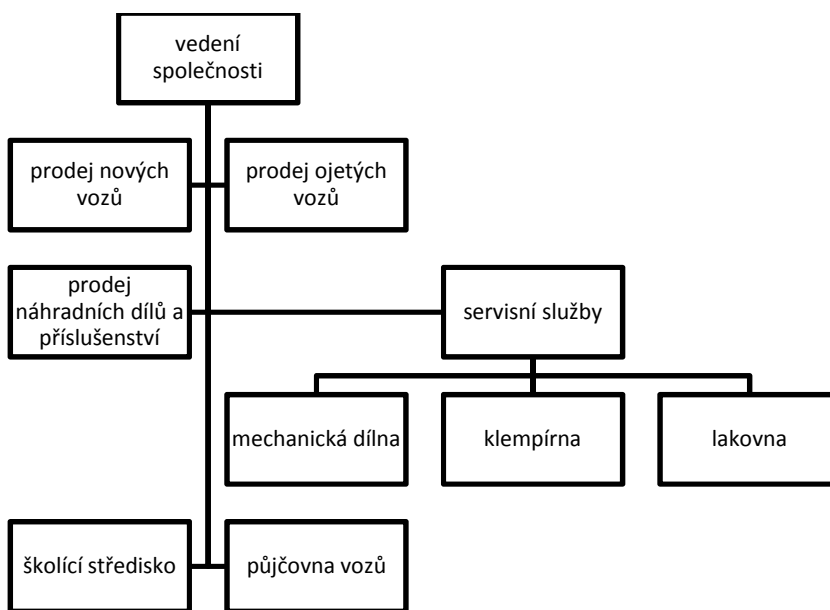 vedení
společnosti
prodej nových
vozů
prodej ojetých
vozů
prodej
náhradních dílů a
příslušenství
servisní služby
mechanická dílna
klempírna
lakovna
školící středisko
půjčovna vozů